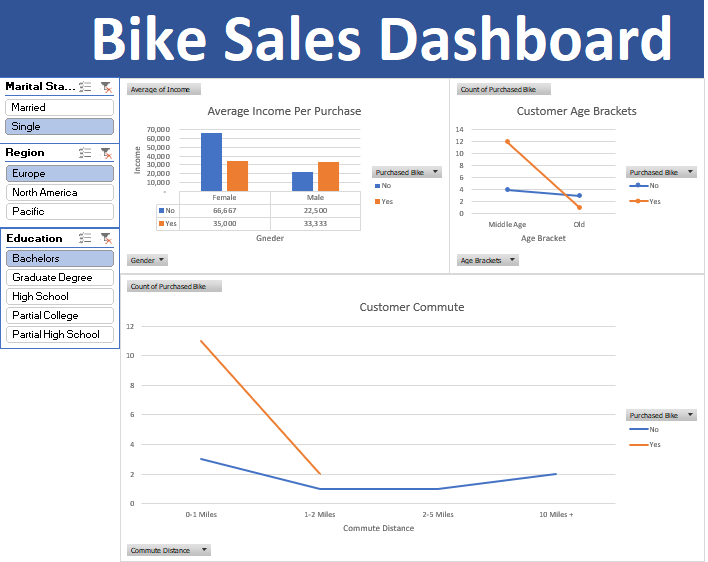 Bike Sales Dashboard
Marital Sta...
Married
Single
Region
Europe
North America
Pacific
Education
Bachelors
Graduate Degree
High School
Partial College
Partial High School
Average of Income
Average Income Per Purchase
Income
70,000
60,000
50,000
40,000
30,000
20,000
10,000
-
Female Male
No 66,667 22,500
Yes 35,000 33,333
Gneder
Purchased Bike
No
Yes
Gender
Count of Purchased Bike
Customer Age Brackets
14
12
10
8
6
4
2
0
Middle Age Old
Age Bracket
Purchased Bike
No
Yes
Age Brackets
Count of Purchased Bike
Customer Commute
12
10
8
6
4
2
0
0-1 Miles 1-2 Miles 2-5 Miles 10 Miles +
Commute Distance
Purchased Bike
No
Yes
Commute Distance